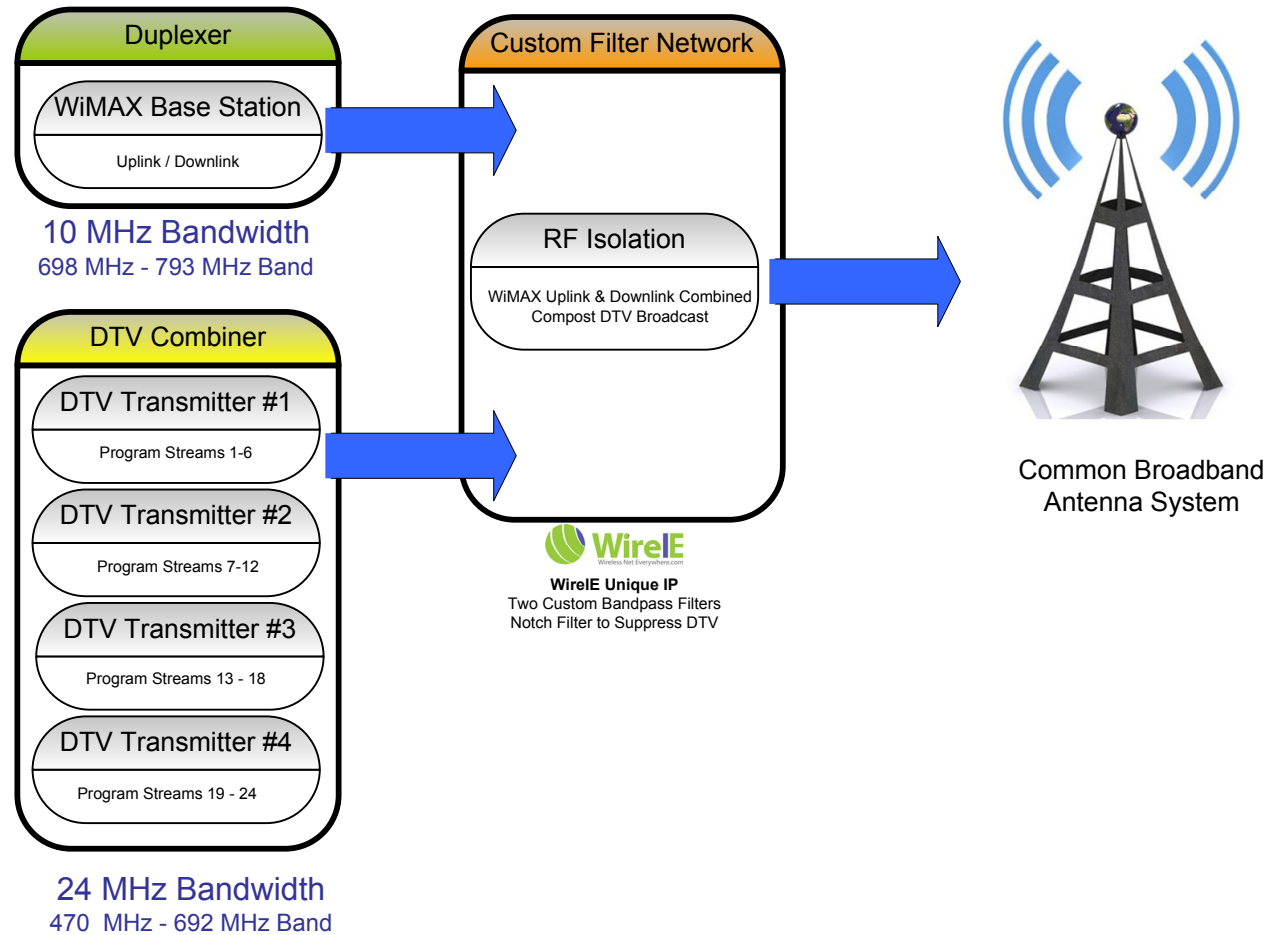 Duplexer
WiMAX Base Station
Uplink / Downlink
10 MHz Bandwidth
698 MHz - 793 MHz Band
DTV Combiner
DTV Transmitter #1
Program Streams 1-6
DTV Transmitter #2
Program Streams 7-12
DTV Transmitter #3
Program Streams 13 - 18
DTV Transmitter #4
Program Streams 19 - 24
24 MHz Bandwidth
470 MHz - 692 MHz Band
Custom Filter Network
RF Isolation
WiMAX Uplink & Downlink Combined
Compost DTV Broadcast
WireIE
Wireless Net Everywhere.com
WireIE Unique IP
Two Custom Bandpass Filters
Notch Filter to Suppress DTV
Common Broadband
Antenna System